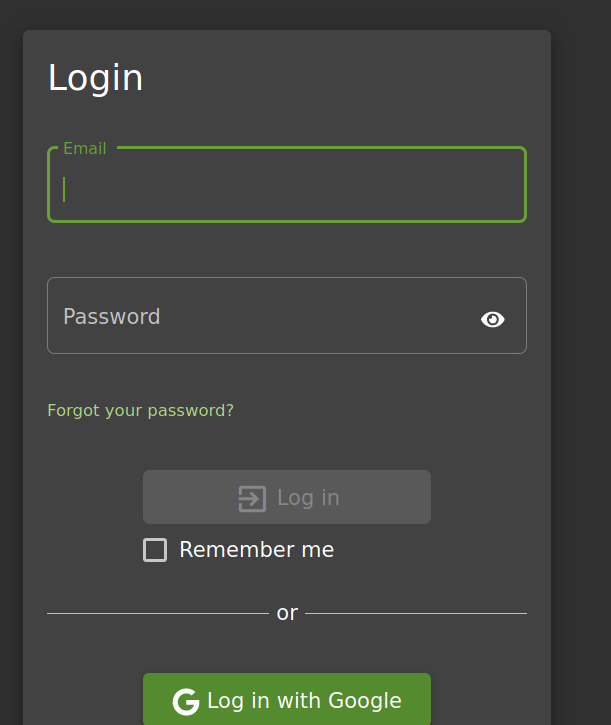 Login
Email
Password
Forgot your password?
Log in
Remember me
or
Log in with Google